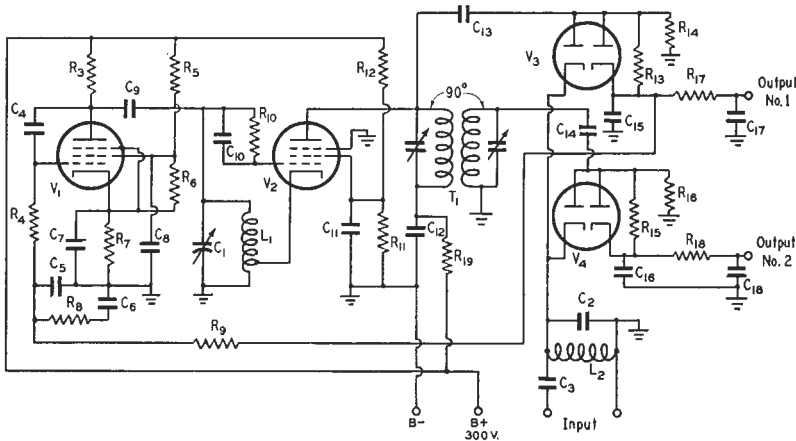 C13
R14
V3
R3
R5
R12
R13
C9
90°
R17
Output
No.1
C4
R10
C14
C15
C17
C10
V1
V2
R6
T1
R16
R4
R15
V4
C7
R7
C8
C1
L1
C11
R11
C12
R19
R18
Output
No. 2
C5
C16
C18
C6
R8
C2
R9
L2
C3
B-
B+
300 V.
Input